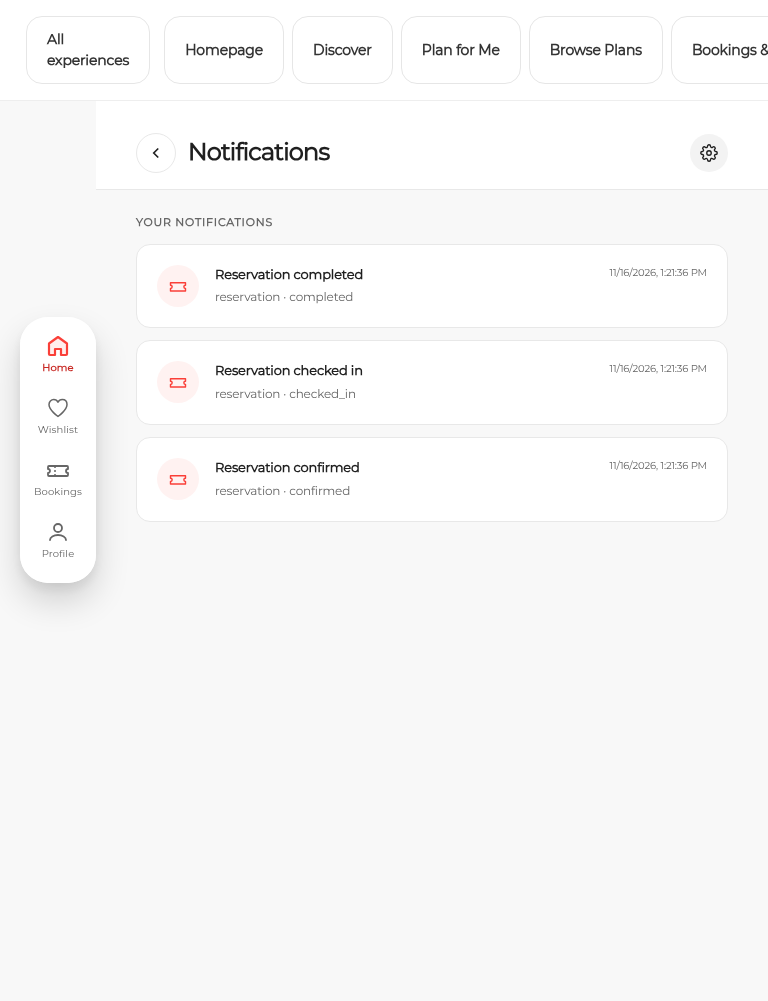 All
experiences
Homepage
Discover
Plan for Me
Browse Plans
Bookings &
Notifications
YOUR NOTIFICATIONS
Reservation completed
11/16/2026, 1:21:36 PM
reservation · completed
Reservation checked in
11/16/2026, 1:21:36 PM
reservation · checked_in
Reservation confirmed
11/16/2026, 1:21:36 PM
reservation · confirmed
Home
Wishlist
Bookings
Profile